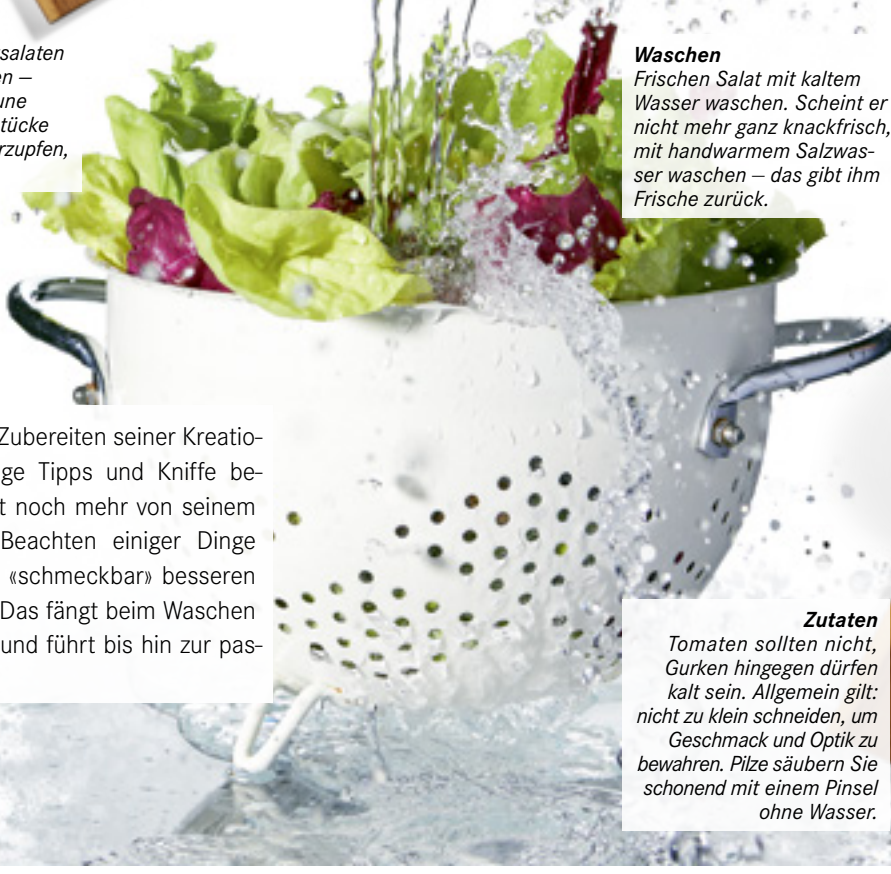 salaten
en –
une
tücke
rzupfen,
Waschen
Frischen Salat mit kaltem
Wasser waschen. Scheint er
nicht mehr ganz knackfrisch,
mit handwarmem Salzwas-
ser waschen – das gibt ihm
Frische zurück.
Zubereiten seiner Kreatio-
ge Tipps und Kniffe be-
t noch mehr von seinem
Beachten einiger Dinge
«schmeckbar» besseren
Das fängt beim Waschen
und führt bis hin zur pas-
Zutaten
Tomaten sollten nicht,
Gurken hingegen dürfen
kalt sein. Allgemein gilt:
nicht zu klein schneiden, um
Geschmack und Optik zu
bewahren. Pilze säubern Sie
schonend mit einem Pinsel
ohne Wasser.